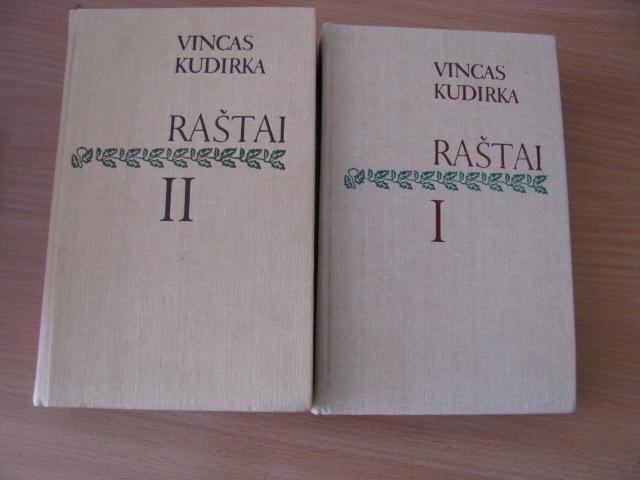 VINCAS
KUDIRKA
RAŠTAI
II
VINCAS
KUDIRKA
RAŠTAI
I